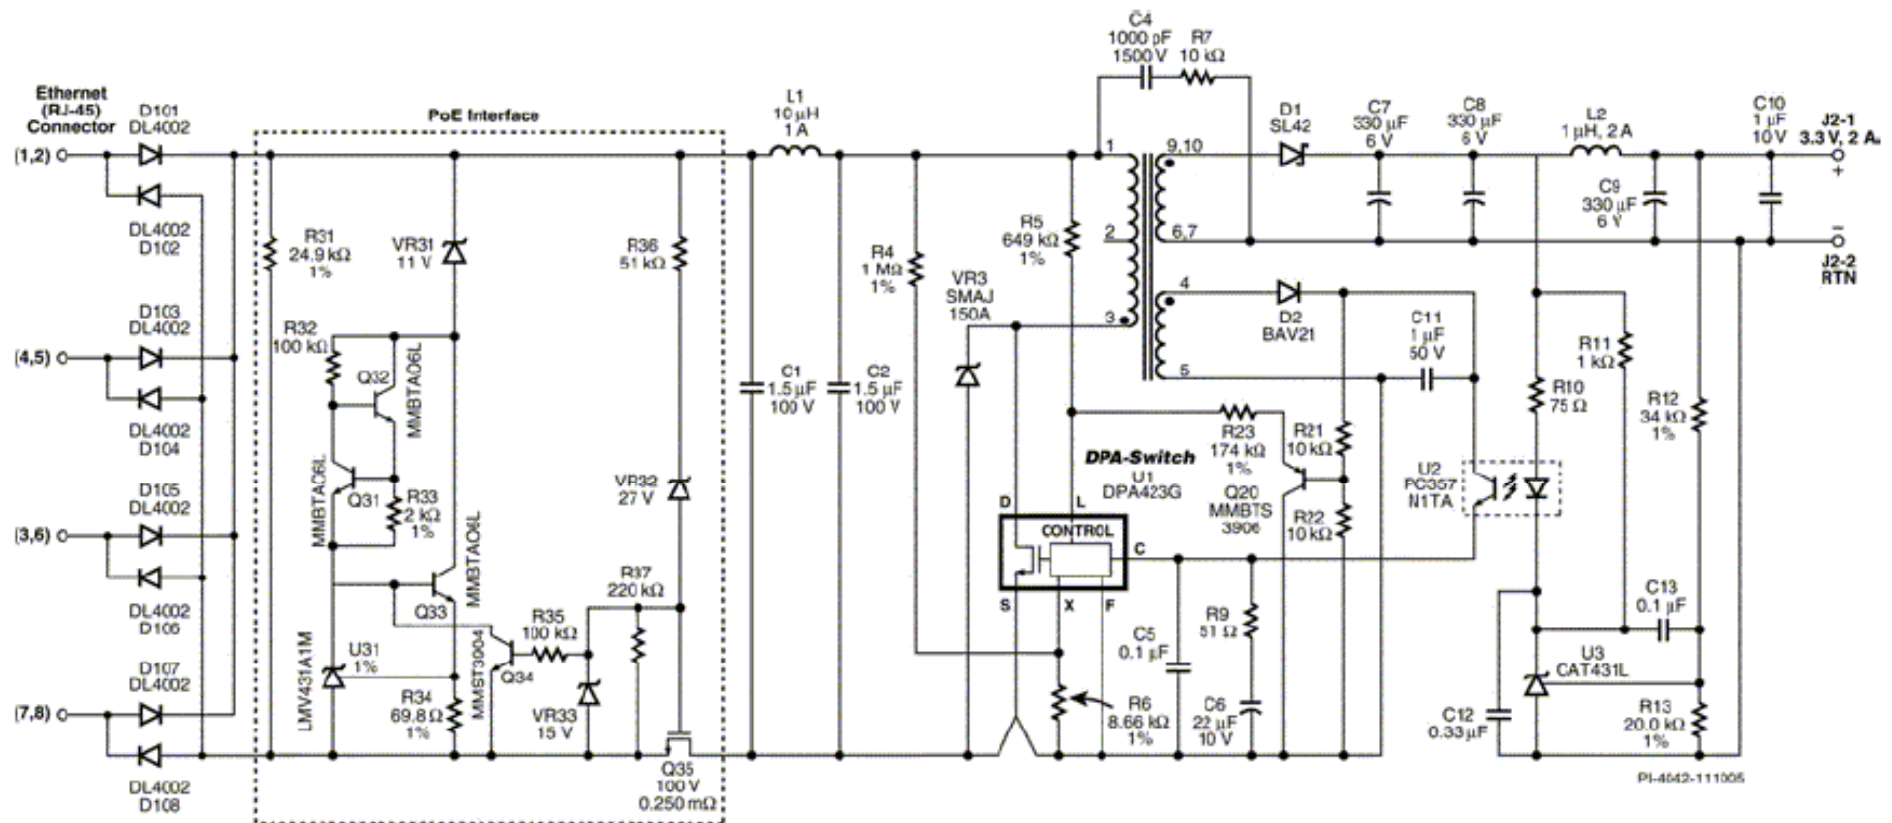 Ethernet
(RJ-45)
Connector
(1,2)
(4,5)
(3,6)
(7,8)
D101
DL4002
DL4002
D102
D103
DL4002
DL4002
D104
D105
DL4002
DL4002
D106
D107
DL4002
DL4002
D108
PoE Interface
R31
24.9 kΩ
1%
VR31
11 V
R36
51 kΩ
R32
100 kΩ
Q32
MMBTA06L
MMBTA06L
Q31
R33
2 kΩ
1%
VR32
27 V
MMBTA06L
Q33
R37
220 kΩ
R35
100 kΩ
LMV431A1M
U31
1%
MMST3904
Q34
R34
69.8 Ω
1%
VR33
15 V
Q35
100 V
0.250 mΩ
L1
10 µH
1 A
C1
1.5 µF
100 V
C2
1.5 µF
100 V
R4
1 MΩ
1%
VR3
SMAJ
150A
R5
649 kΩ
1%
C4
1000 pF
1500 V
R7
10 kΩ
1
2
3
9,10
6,7
4
5
D1
SL42
C7
330 µF
6 V
C8
330 µF
6 V
L2
1 µH, 2 A
C9
330 µF
6 V
C10
1 µF
10 V
J2-1
3.3 V, 2 A
+
–
J2-2
RTN
D2
BAV21
C11
1 µF
50 V
R11
1 kΩ
R10
75 Ω
R12
34 kΩ
1%
R23
174 kΩ
1%
R21
10 kΩ
Q20
MMBTS
3906
R22
10 kΩ
U2
PC357
N1TA
DPA-Switch
U1
DPA423G
D
L
CONTROL
C
S
X
F
C5
0.1 µF
R9
51 Ω
C6
22 µF
10 V
R6
8.66 kΩ
1%
C13
0.1 µF
U3
CAT431L
C12
0.33 µF
R13
20.0 kΩ
1%
PI-4042-111005